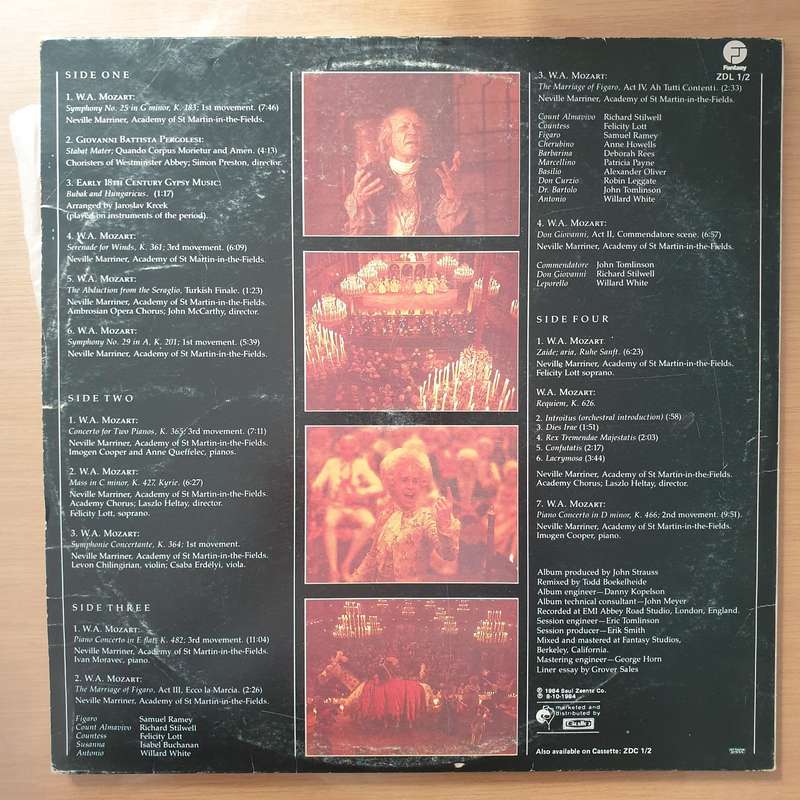 SIDE ONE
1. W.A. MOZART:
Symphony No. 25 in G minor, K. 183; 1st movement. (7:46)
Neville Marriner, Academy of St Martin-in-the-Fields.
2. GIOVANNI BATTISTA PERGOLESI:
Stabat Mater; Quando Corpus Morietur and Amen. (4:13)
Choristers of Westminster Abbey; Simon Preston, director.
3. EARLY 18TH CENTURY GYPSY MUSIC:
Bubak and Hungaricus. (1:17)
Arranged by Jaroslav Krcek
(played on instruments of the period).
4. W.A. MOZART:
Serenade for Winds, K. 361; 3rd movement. (6:09)
Neville Marriner, Academy of St Martin-in-the-Fields.
5. W.A. MOZART:
The Abduction from the Seraglio, Turkish Finale. (1:23)
Neville Marriner, Academy of St Martin-in-the-Fields.
Ambrosian Opera Chorus; John McCarthy, director.
6. W.A. MOZART:
Symphony No. 29 in A, K. 201; 1st movement. (5:39)
Neville Marriner, Academy of St Martin-in-the-Fields.
SIDE TWO
1. W.A. MOZART:
Concerto for Two Pianos, K. 365; 3rd movement. (7:11)
Neville Marriner, Academy of St Martin-in-the-Fields.
Imogen Cooper and Anne Queffelec, pianos.
2. W.A. MOZART:
Mass in C minor, K. 427, Kyrie. (6:27)
Neville Marriner, Academy of St Martin-in-the-Fields.
Academy Chorus; Laszlo Heltay, director.
Felicity Lott, soprano.
3. W.A. MOZART:
Symphonie Concertante, K. 364; 1st movement.
Neville Marriner, Academy of St Martin-in-the-Fields.
Levon Chilingirian, violin; Csaba Erdélyi, viola.
SIDE THREE
1. W.A. MOZART:
Piano Concerto in E flat, K. 482; 3rd movement. (11:04)
Neville Marriner, Academy of St Martin-in-the-Fields.
Ivan Moravec, piano.
2. W.A. MOZART:
The Marriage of Figaro, Act III, Ecco la Marcia. (2:26)
Neville Marriner, Academy of St Martin-in-the-Fields.
Figaro Samuel Ramey
Count Almavivo Richard Stilwell
Countess Felicity Lott
Susanna Isabel Buchanan
Antonio Willard White
Fantasy
ZDL 1/2
3. W.A. MOZART:
The Marriage of Figaro, Act IV, Ah Tutti Contenti. (2:33)
Neville Marriner, Academy of St Martin-in-the-Fields.
Count Almavivo Richard Stilwell
Countess Felicity Lott
Figaro Samuel Ramey
Cherubino Anne Howells
Barbarina Deborah Rees
Marcellino Patricia Payne
Basilio Alexander Oliver
Don Curzio Robin Leggate
Dr. Bartolo John Tomlinson
Antonio Willard White
4. W.A. MOZART:
Don Giovanni, Act II, Commendatore scene. (6:57)
Neville Marriner, Academy of St Martin-in-the-Fields.
Commendatore John Tomlinson
Don Giovanni Richard Stilwell
Leporello Willard White
SIDE FOUR
1. W.A. MOZART:
Zaide; aria, Ruhe Sanft. (6:23)
Neville Marriner, Academy of St Martin-in-the-Fields.
Felicity Lott soprano.
W.A. MOZART:
Requiem, K. 626.
2. Introitus (orchestral introduction) (:58)
3. Dies Irae (1:51)
4. Rex Tremendae Majestatis (2:03)
5. Confutatis (2:17)
6. Lacrymosa (3:44)
Neville Marriner, Academy of St Martin-in-the-Fields.
Academy Chorus; Laszlo Heltay, director.
7. W.A. MOZART:
Piano Concerto in D minor, K. 466; 2nd movement. (9:51).
Neville Marriner, Academy of St Martin-in-the-Fields.
Imogen Cooper, piano.
Album produced by John Strauss
Remixed by Todd Boekelheide
Album engineer—Danny Kopelson
Album technical consultant—John Meyer
Recorded at EMI Abbey Road Studio, London, England.
Session engineer—Eric Tomlinson
Session producer—Erik Smith
Mixed and mastered at Fantasy Studios,
Berkeley, California.
Mastering engineer—George Horn
Liner essay by Grover Sales
© 1984 Saul Zaentz Co.
℗ 8-10-1984
marketed and
distributed by
Gallo
Also available on Cassette: ZDC 1/2